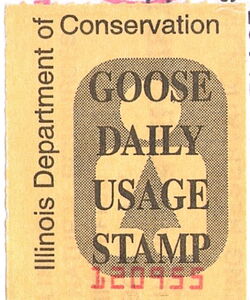 Illinois Department of Conservation
GOOSE
DAILY
USAGE
STAMP
120955